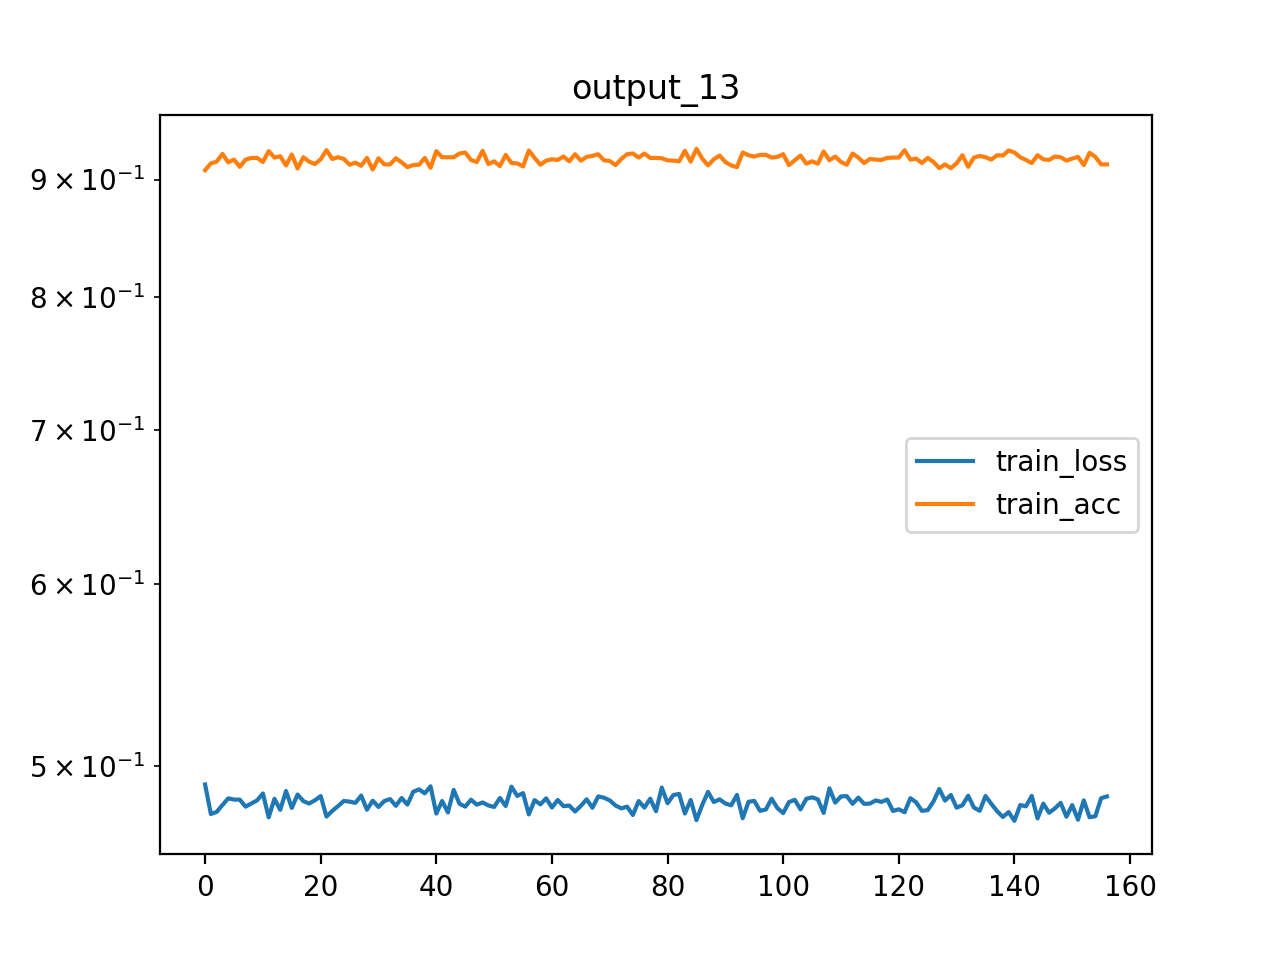 output_13
9 × 10⁻¹
8 × 10⁻¹
7 × 10⁻¹
6 × 10⁻¹
5 × 10⁻¹
train_loss
train_acc
0 20 40 60 80 100 120 140 160